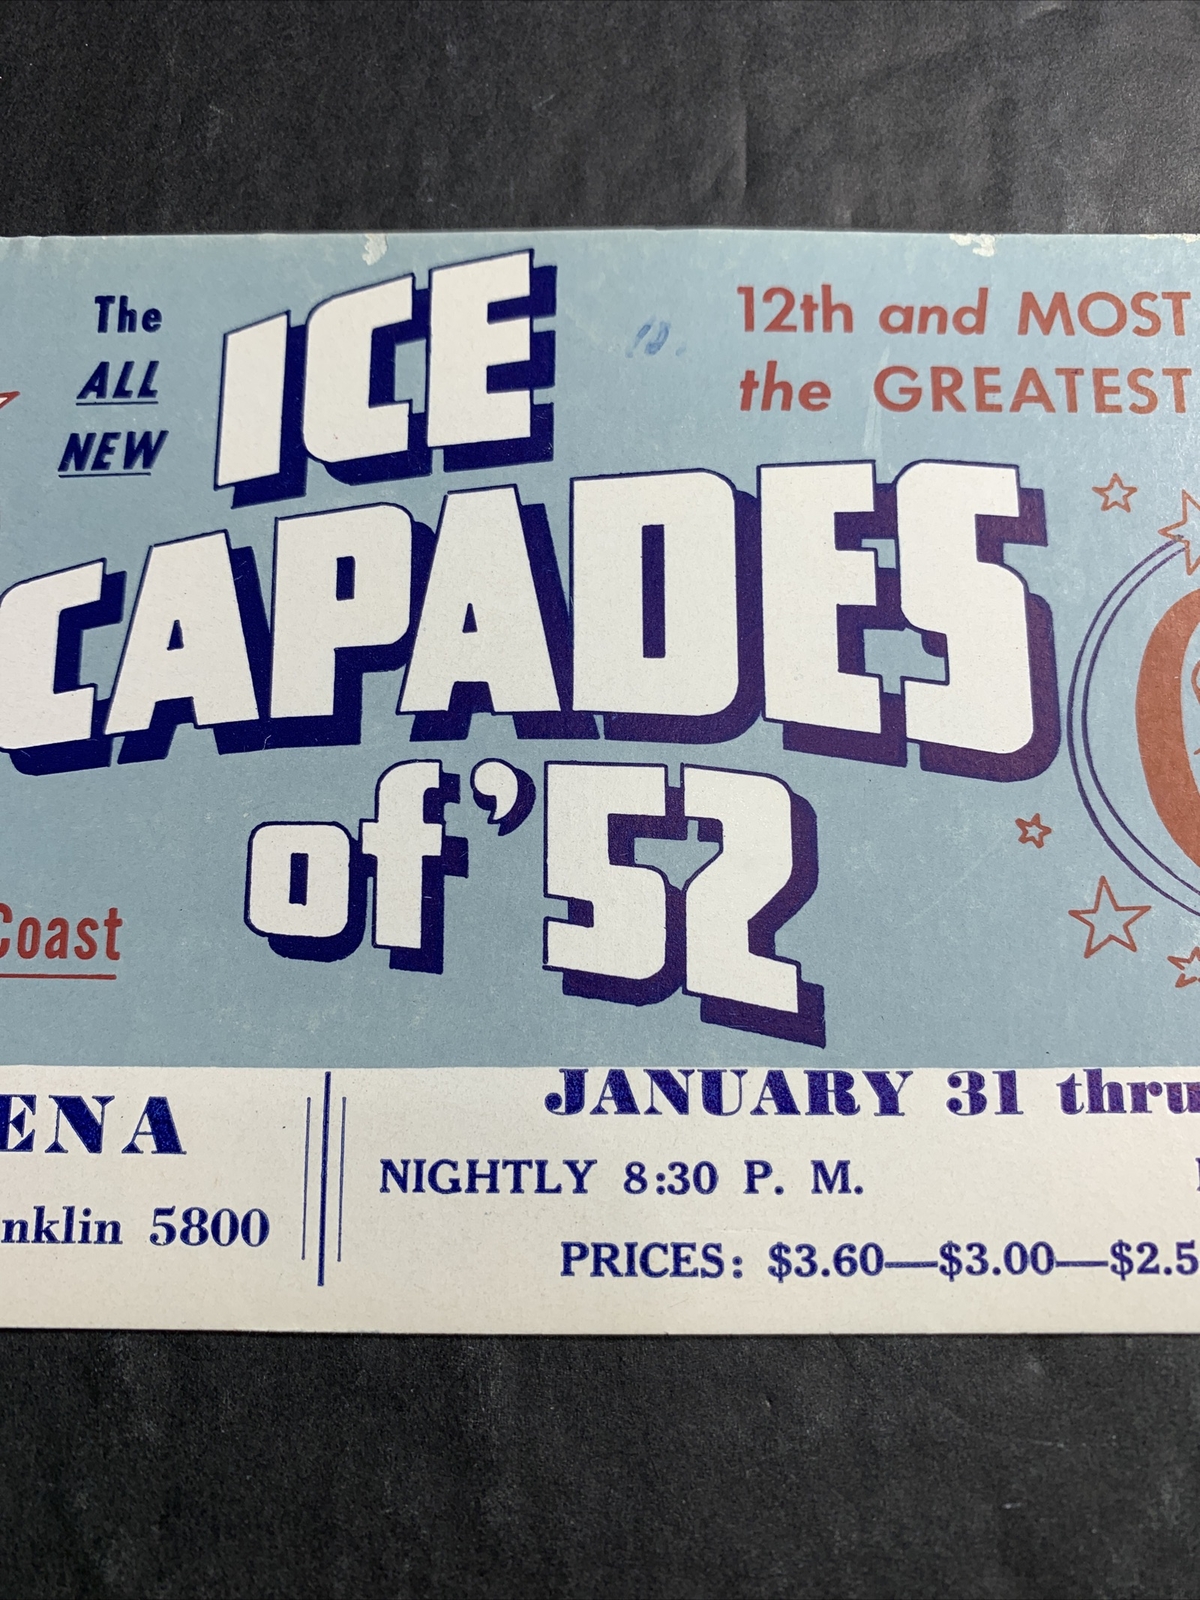 The
ALL
NEW
ICE
CAPADES
of '52
12th and MOST
the GREATEST
Coast
ENA
nklin 5800
JANUARY 31 thru
NIGHTLY 8:30 P. M.
PRICES: $3.60—$3.00—$2.5